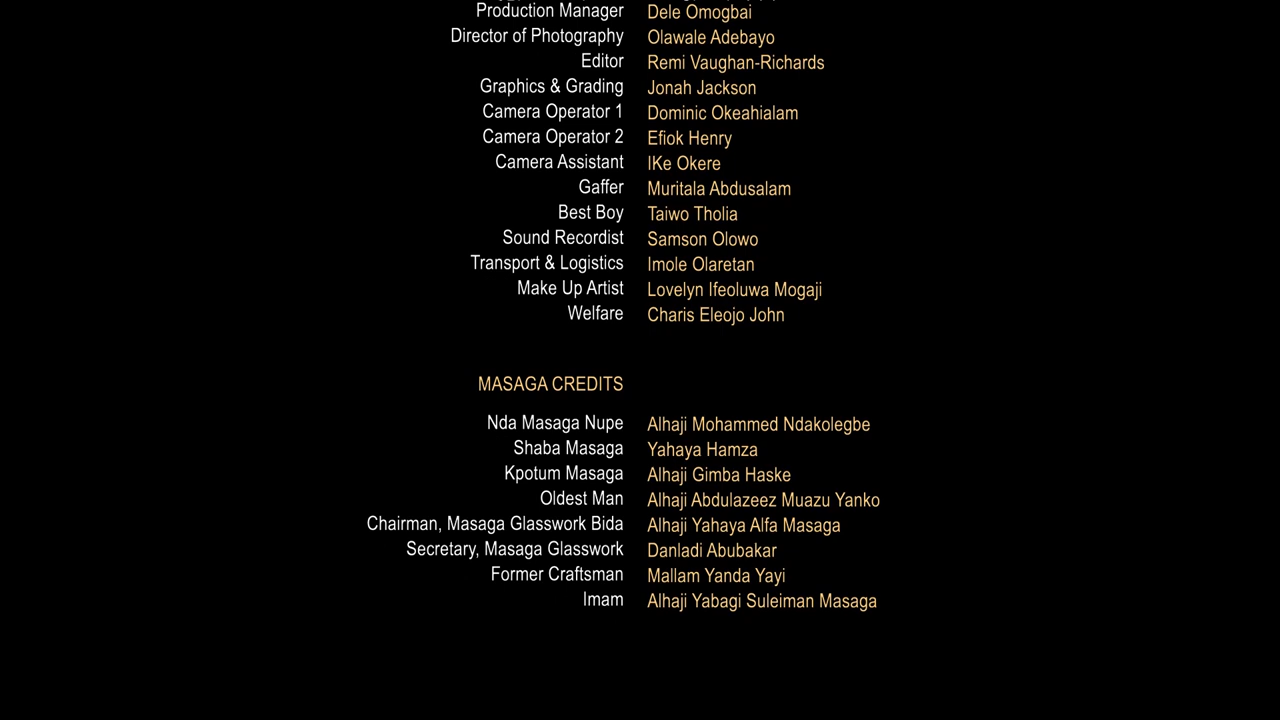 Production Manager Dele Omogbai
Director of Photography Olawale Adebayo
Editor Remi Vaughan-Richards
Graphics & Grading Jonah Jackson
Camera Operator 1 Dominic Okeahialam
Camera Operator 2 Efiok Henry
Camera Assistant IKe Okere
Gaffer Muritala Abdusalam
Best Boy Taiwo Tholia
Sound Recordist Samson Olowo
Transport & Logistics Imole Olaretan
Make Up Artist Lovelyn Ifeoluwa Mogaji
Welfare Charis Eleojo John
MASAGA CREDITS
Nda Masaga Nupe Alhaji Mohammed Ndakolegbe
Shaba Masaga Yahaya Hamza
Kpotum Masaga Alhaji Gimba Haske
Oldest Man Alhaji Abdulazeez Muazu Yanko
Chairman, Masaga Glasswork Bida Alhaji Yahaya Alfa Masaga
Secretary, Masaga Glasswork Danladi Abubakar
Former Craftsman Mallam Yanda Yayi
Imam Alhaji Yabagi Suleiman Masaga